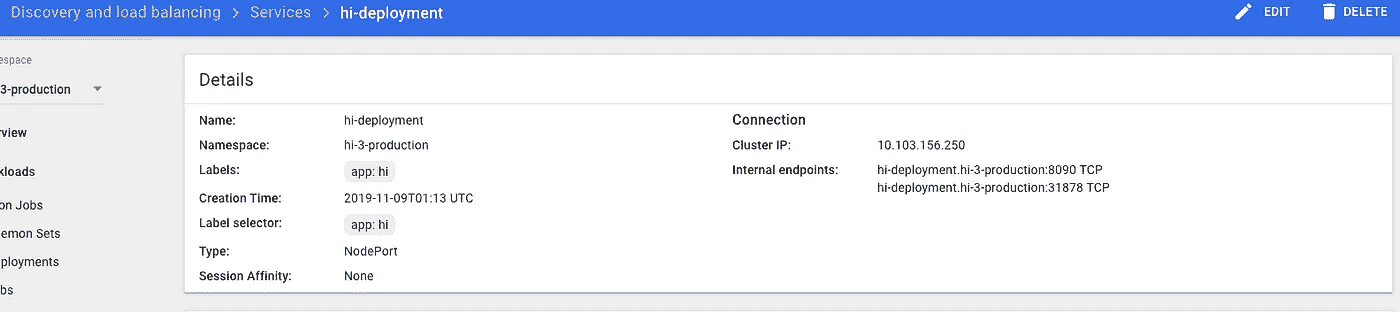 Discovery and load balancing > Services > hi-deployment
EDIT
DELETE
espace
3-production
rview
kloads
on Jobs
emon Sets
ployments
bs
Details
Name: hi-deployment
Namespace: hi-3-production
Labels: app: hi
Creation Time: 2019-11-09T01:13 UTC
Label selector: app: hi
Type: NodePort
Session Affinity: None
Connection
Cluster IP: 10.103.156.250
Internal endpoints: hi-deployment.hi-3-production:8090 TCP
hi-deployment.hi-3-production:31878 TCP